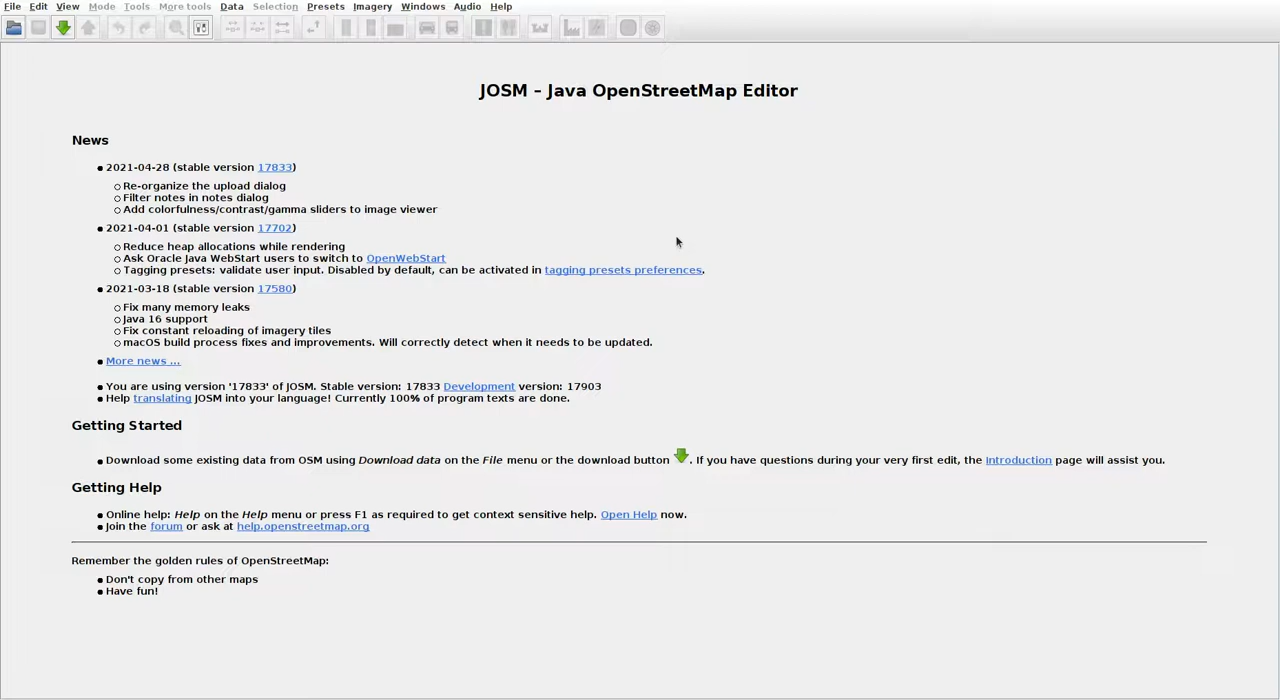 File Edit View Mode Tools More tools Selection Data Presets Imagery Windows Audio Help
JOSM – Java OpenStreetMap Editor
News
2021-04-28 (stable version 17833)
Re-organize the upload dialog
Filter notes in notes dialog
Add colorfulness/contrast/gamma sliders to image viewer
2021-04-01 (stable version 17702)
Reduce heap allocations while rendering
Ask Oracle Java WebStart users to switch to OpenWebStart
Tagging presets: validate user input. Disabled by default, can be activated in tagging presets preferences.
2021-03-18 (stable version 17580)
Fix many memory leaks
Java 16 support
Fix constant reloading of imagery tiles
macOS build process fixes and improvements. Will correctly detect when it needs to be updated.
More news ...
You are using version '17833' of JOSM. Stable version: 17833 Development version: 17903
Help translating JOSM into your language! Currently 100% of program texts are done.
Getting Started
Download some existing data from OSM using Download data on the File menu or the download button . If you have questions during your very first edit, the Introduction page will assist you.
Getting Help
Online help: Help on the Help menu or press F1 as required to get context sensitive help. Open Help now.
Join the forum or ask at help.openstreetmap.org
Remember the golden rules of OpenStreetMap:
Don't copy from other maps
Have fun!